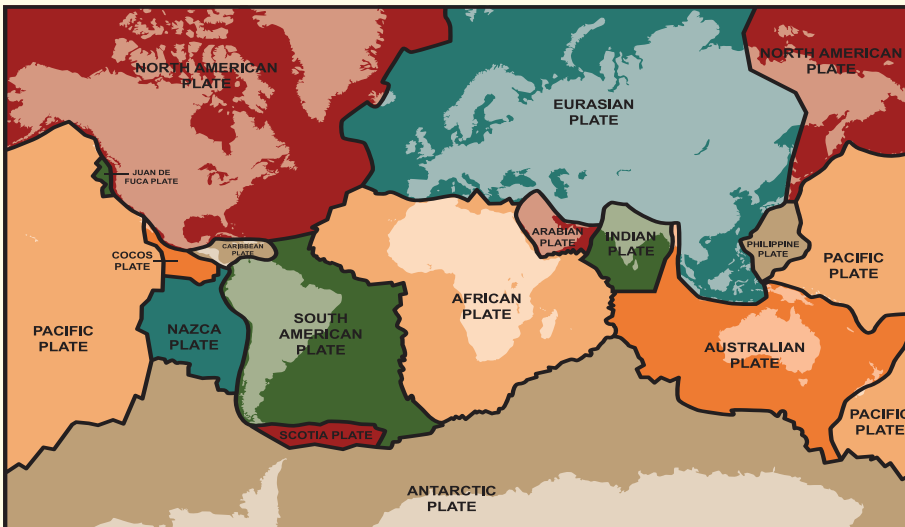 NORTH AMERICAN
PLATE
NORTH AMERICAN
PLATE
EURASIAN
PLATE
JUAN DE
FUCA PLATE
CARIBBEAN
PLATE
ARABIAN
PLATE
INDIAN
PLATE
PHILIPPINE
PLATE
COCOS
PLATE
PACIFIC
PLATE
AFRICAN
PLATE
PACIFIC
PLATE
NAZCA
PLATE
SOUTH
AMERICAN
PLATE
AUSTRALIAN
PLATE
PACIFIC
PLATE
SCOTIA PLATE
ANTARCTIC
PLATE